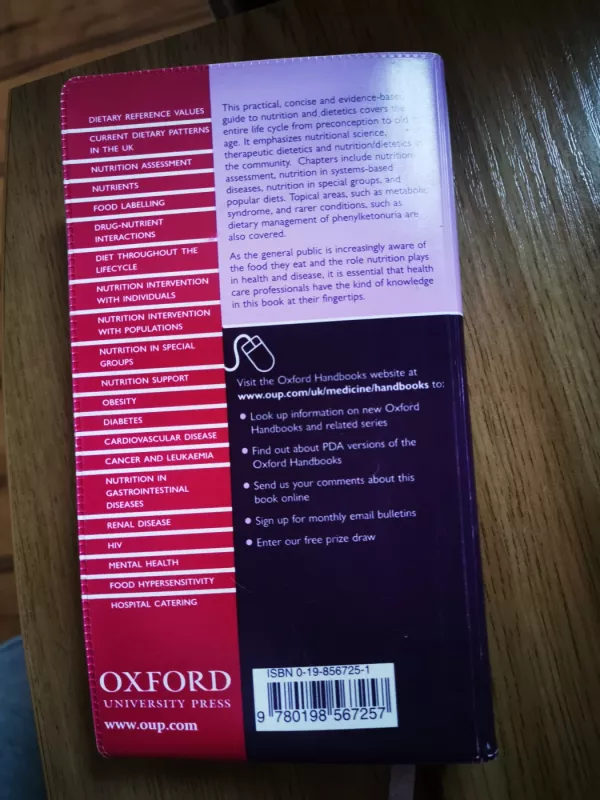 DIETARY REFERENCE VALUES
CURRENT DIETARY PATTERNS
IN THE UK
NUTRITION ASSESSMENT
NUTRIENTS
FOOD LABELLING
DRUG-NUTRIENT
INTERACTIONS
DIET THROUGHOUT THE
LIFECYCLE
NUTRITION INTERVENTION
WITH INDIVIDUALS
NUTRITION INTERVENTION
WITH POPULATIONS
NUTRITION IN SPECIAL
GROUPS
NUTRITION SUPPORT
OBESITY
DIABETES
CARDIOVASCULAR DISEASE
CANCER AND LEUKAEMIA
NUTRITION IN
GASTROINTESTINAL
DISEASES
RENAL DISEASE
HIV
MENTAL HEALTH
FOOD HYPERSENSITIVITY
HOSPITAL CATERING
OXFORD
UNIVERSITY PRESS
www.oup.com
This practical, concise and evidence-based
guide to nutrition and dietetics covers the
entire life cycle from preconception to old
age. It emphasizes nutritional science,
therapeutic dietetics and nutrition/dietetics in
the community. Chapters include nutrition
assessment, nutrition in systems-based
diseases, nutrition in special groups, and
popular diets. Topical areas, such as metabolic
syndrome, and rarer conditions, such as
dietary management of phenylketonuria are
also covered.
As the general public is increasingly aware of
the food they eat and the role nutrition plays
in health and disease, it is essential that health
care professionals have the kind of knowledge
in this book at their fingertips.
Visit the Oxford Handbooks website at
www.oup.com/uk/medicine/handbooks to:
• Look up information on new Oxford
Handbooks and related series
• Find out about PDA versions of the
Oxford Handbooks
• Send us your comments about this
book online
• Sign up for monthly email bulletins
• Enter our free prize draw
ISBN 0-19-856725-1
9 780198 567257